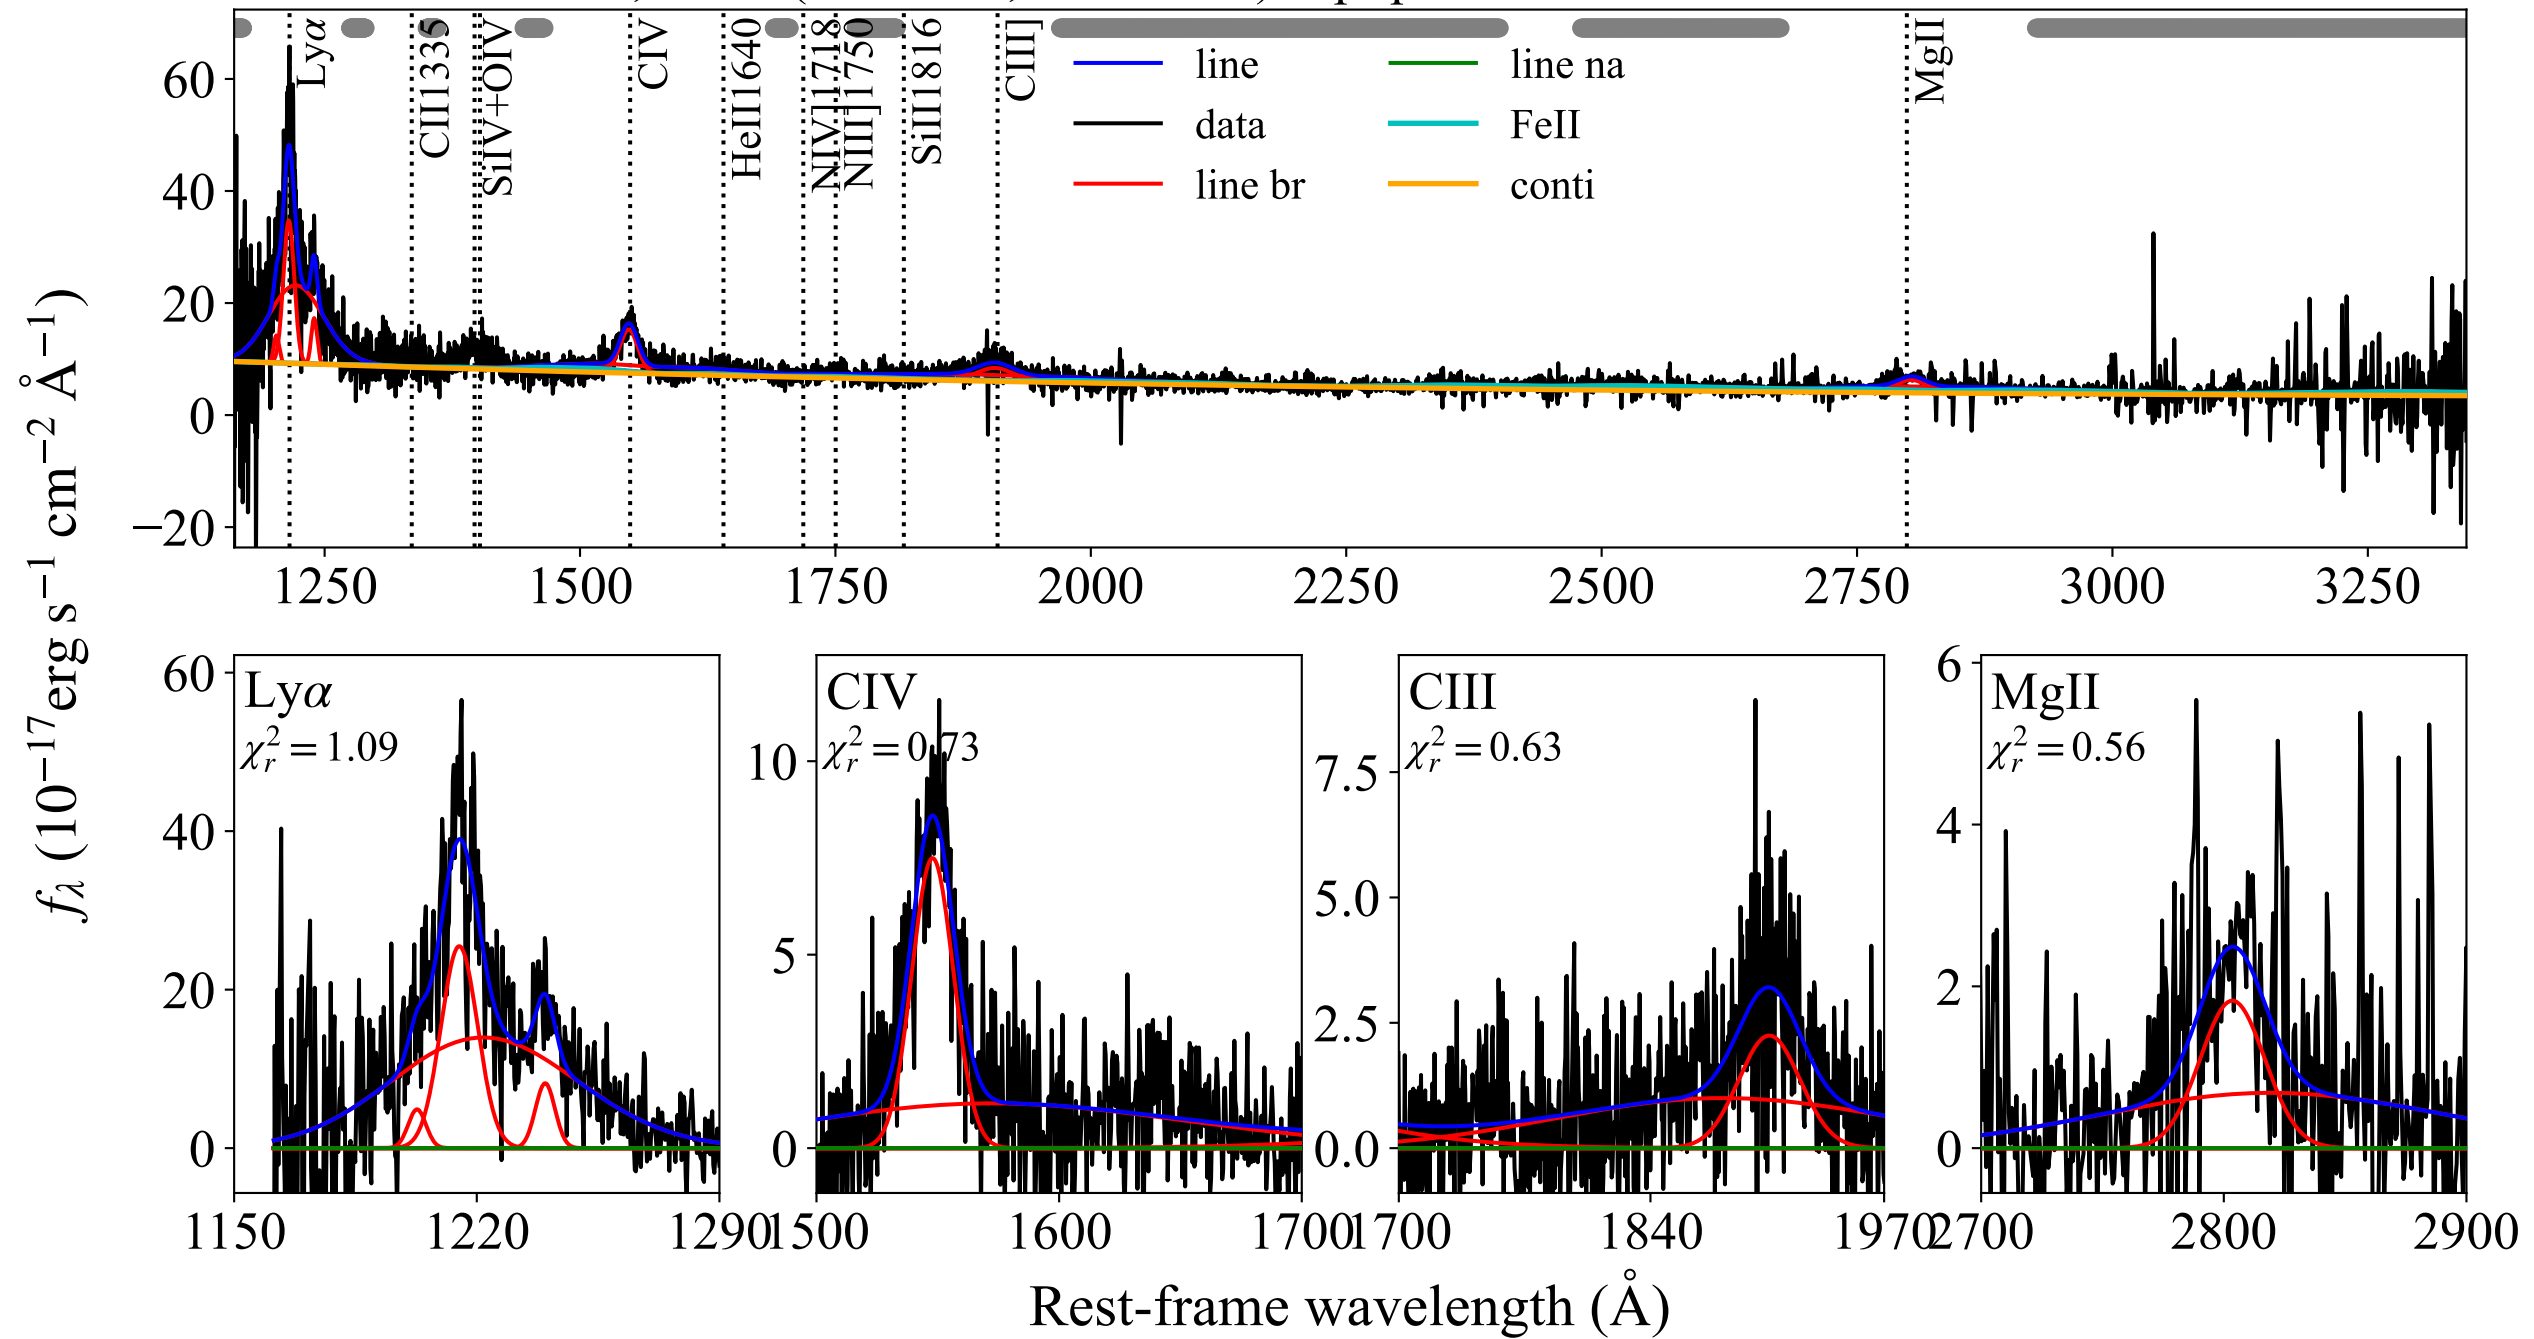 Lyα
CII1335
SiIV+OIV
CIV
HeII1640
NIV]1718
NIII]1750
SiII1816
CIII]
MgII
line
data
line br
line na
FeII
conti
60
40
20
0
−20
1250 1500 1750 2000 2250 2500 2750 3000 3250
f_λ (10⁻¹⁷erg s⁻¹ cm⁻² Å⁻¹)
Lyα
χ²ᵣ = 1.09
60
40
20
0
1150 1220 1290
CIV
χ²ᵣ = 0.73
10
5
0
1500 1600 1700
CIII
χ²ᵣ = 0.63
7.5
5.0
2.5
0.0
1700 1840 1970
MgII
χ²ᵣ = 0.56
6
4
2
0
2700 2800 2900
Rest-frame wavelength (Å)